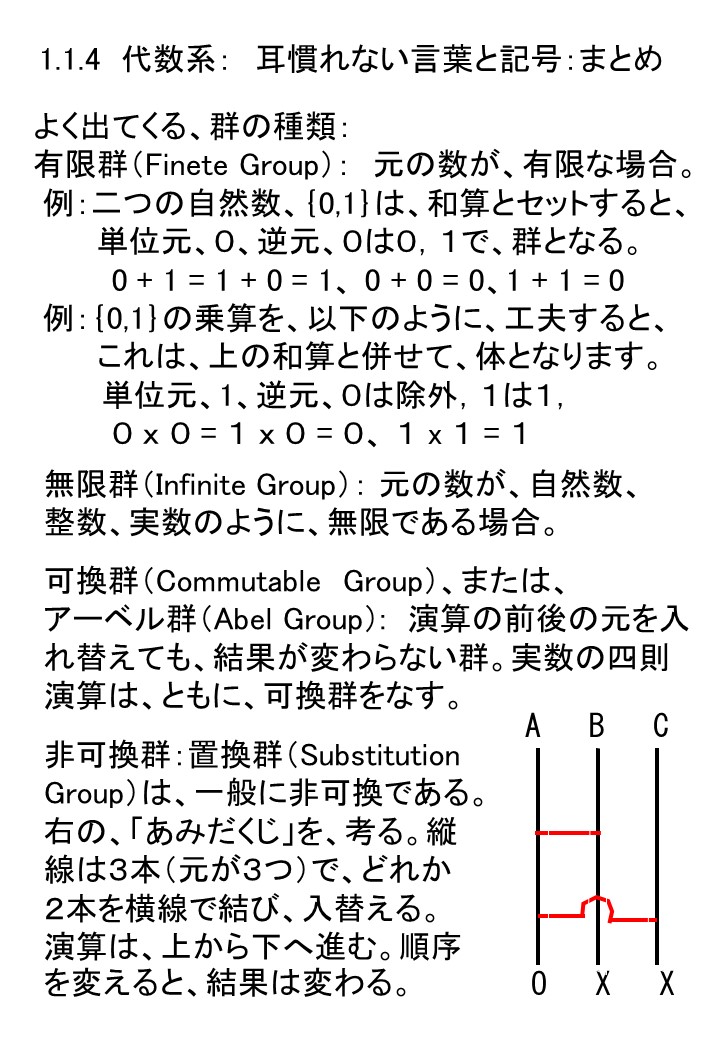 1.1.4 代数系： 耳慣れない言葉と記号：まとめ
よく出てくる、群の種類：
有限群（Finete Group）： 元の数が、有限な場合。
例：二つの自然数、{0,1}は、和算とセットすると、
単位元、０、逆元、０は０，１で、群となる。
0 + 1 = 1 + 0 = 1、 0 + 0 = 0、1 + 1 = 0
例：{0,1}の乗算を、以下のように、工夫すると、
これは、上の和算と併せて、体となります。
単位元、1、逆元、０は除外，１は１，
０ x ０ = １ x ０ = ０、 １ x １ = １
無限群（Infinite Group）： 元の数が、自然数、
整数、実数のように、無限である場合。
可換群（Commutable Group）、または、
アーベル群（Abel Group）： 演算の前後の元を入
れ替えても、結果が変わらない群。実数の四則
演算は、ともに、可換群をなす。
非可換群：置換群（Substitution
Group）は、一般に非可換である。
右の、「あみだくじ」を、考る。縦
線は３本（元が３つ）で、どれか
２本を横線で結び、入替える。
演算は、上から下へ進む。順序
を変えると、結果は変わる。
A B C
O X X